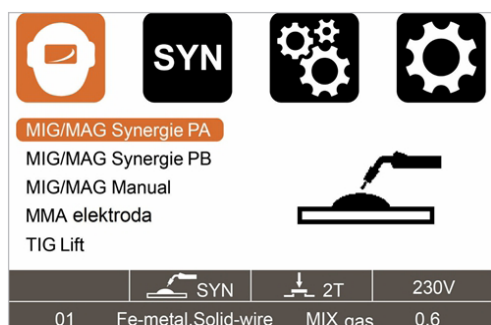 SYN
MIG/MAG Synergie PA
MIG/MAG Synergie PB
MIG/MAG Manual
MMA elektroda
TIG Lift
SYN 2T 230V
01 Fe-metal.Solid-wire MIX gas 0.6